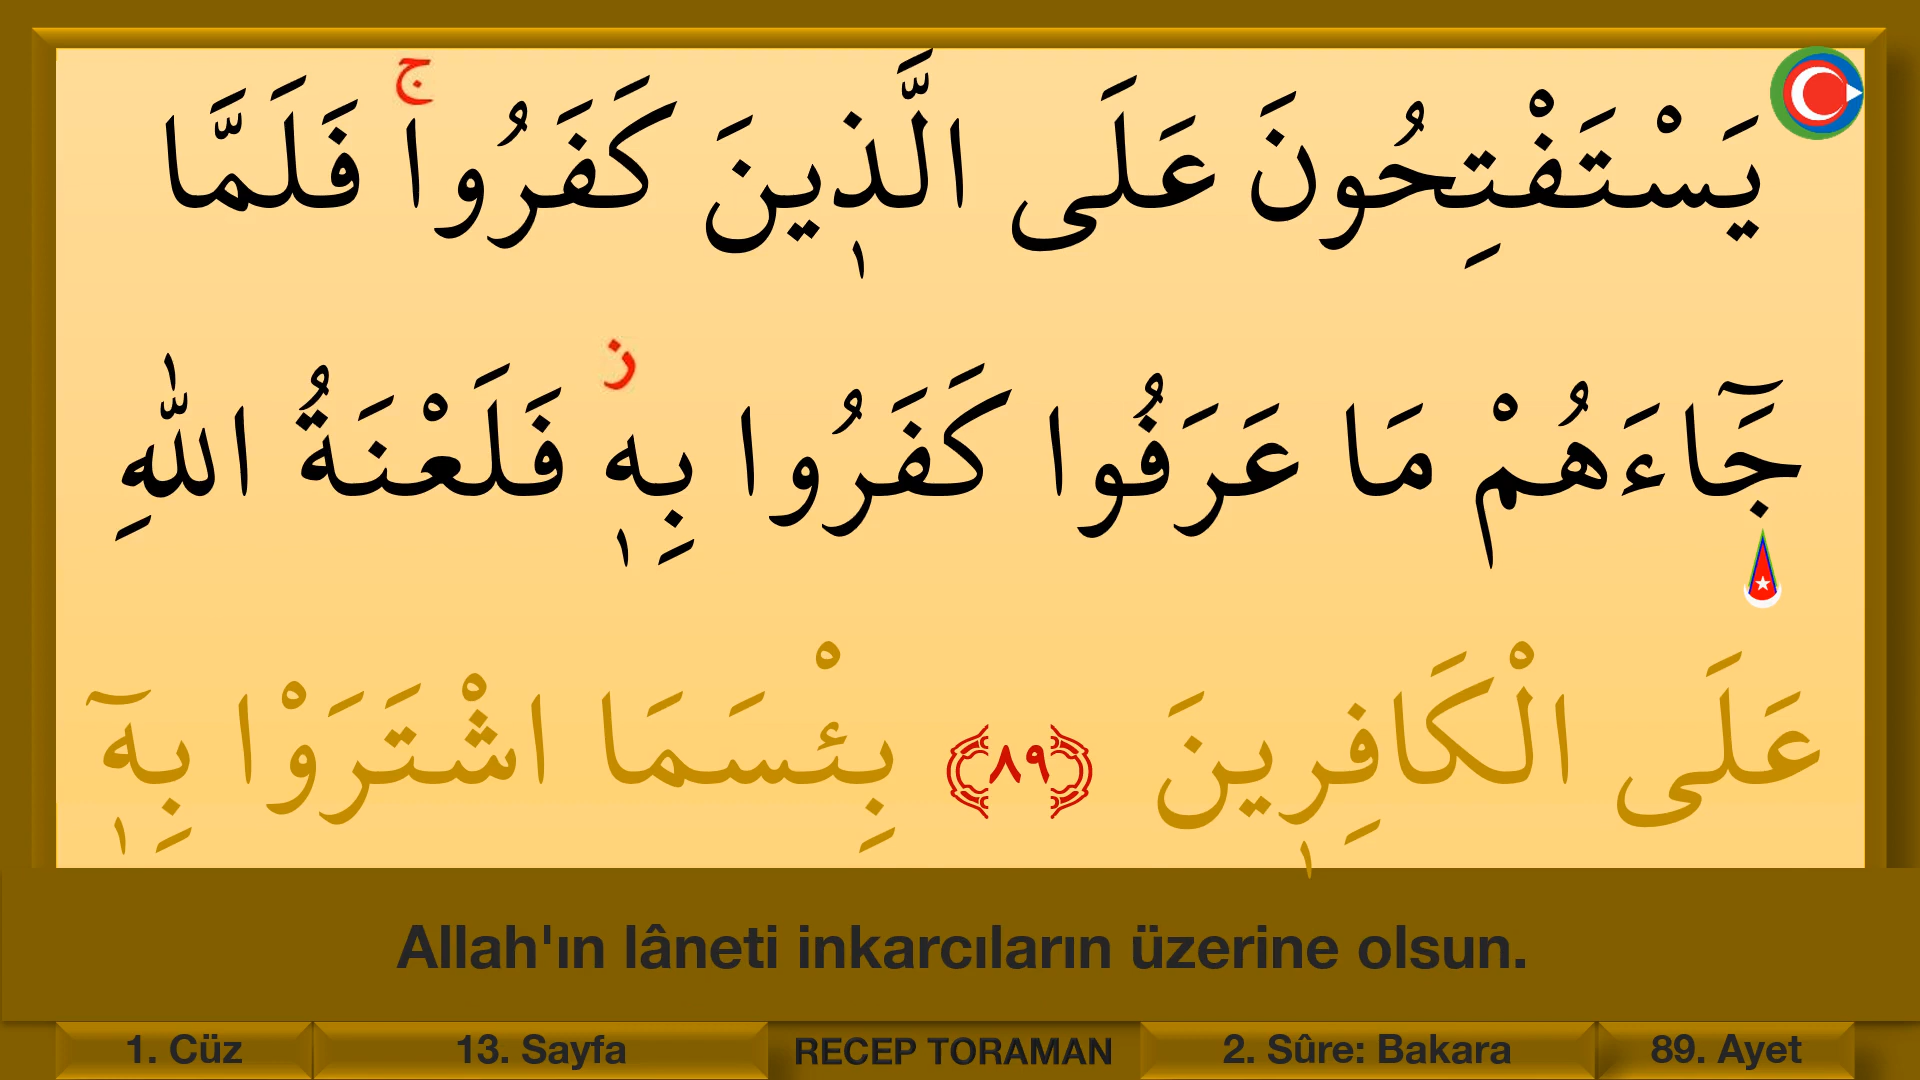 يَسْتَفْتِحُونَ عَلَى الَّذٖينَ كَفَرُواۚ فَلَمَّا
جَٓاءَهُمْ مَا عَرَفُوا كَفَرُوا بِهٖؗ فَلَعْنَةُ اللّٰهِ
عَلَى الْكَافِرٖينَ ﴿٨٩﴾ بِئْسَمَا اشْتَرَوْا بِهٖٓ
Allah'ın lâneti inkarcıların üzerine olsun.
1. Cüz 13. Sayfa RECEP TORAMAN 2. Sûre: Bakara 89. Ayet